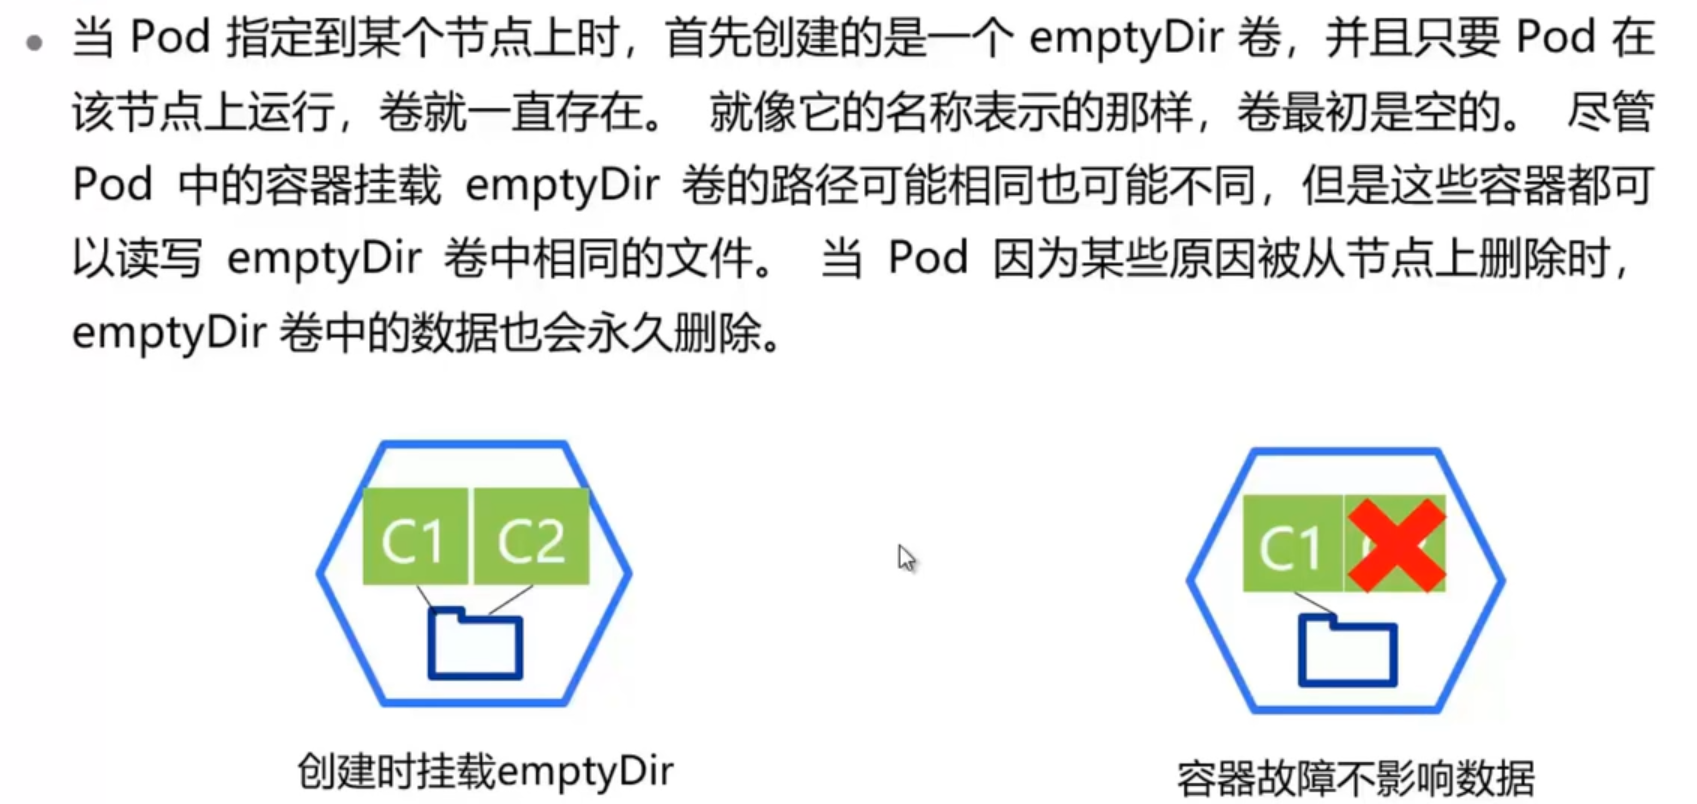 当 Pod 指定到某个节点上时，首先创建的是一个 emptyDir 卷，并且只要 Pod 在
该节点上运行，卷就一直存在。 就像它的名称表示的那样，卷最初是空的。 尽管
Pod 中的容器挂载 emptyDir 卷的路径可能相同也可能不同，但是这些容器都可
以读写 emptyDir 卷中相同的文件。 当 Pod 因为某些原因被从节点上删除时，
emptyDir 卷中的数据也会永久删除。
C1 C2
C1
创建时挂载emptyDir
容器故障不影响数据